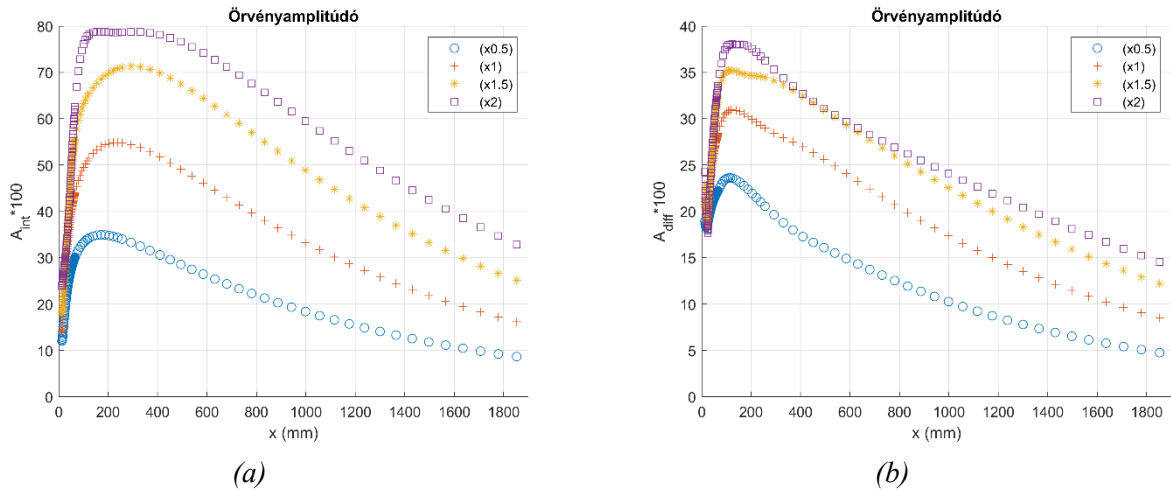 Örvényamplitúdó
80
70
60
50
40
30
20
10
0
A_int*100
0 200 400 600 800 1000 1200 1400 1600 1800
x (mm)
(x0.5)
(x1)
(x1.5)
(x2)
(a)
Örvényamplitúdó
40
35
30
25
20
15
10
5
0
A_diff*100
0 200 400 600 800 1000 1200 1400 1600 1800
x (mm)
(x0.5)
(x1)
(x1.5)
(x2)
(b)